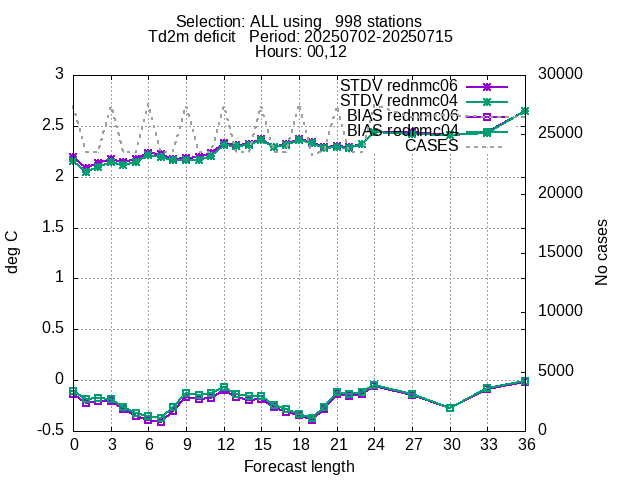 Selection: ALL using   998 stations
Td2m deficit   Period: 20250702-20250715
Hours: 00,12
STDV rednmc06
STDV rednmc04
BIAS rednmc06
BIAS rednmc04
CASES
3
2.5
2
1.5
1
0.5
0
-0.5
deg C
30000
25000
20000
15000
10000
5000
0
No cases
0 3 6 9 12 15 18 21 24 27 30 33 36
Forecast length